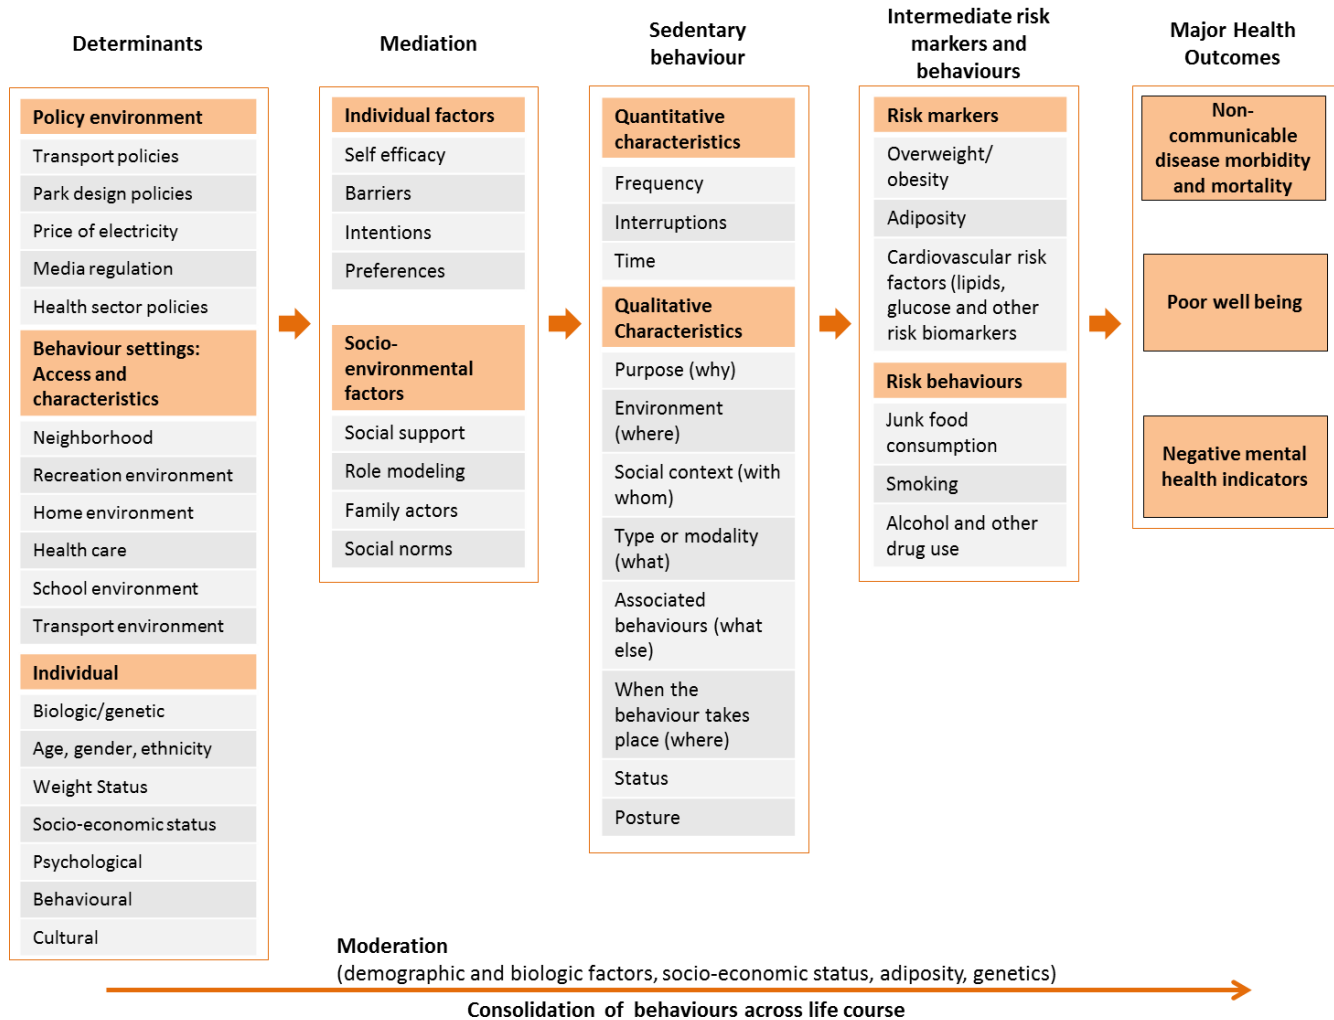 Determinants
Mediation
Sedentary
behaviour
Intermediate risk
markers and
behaviours
Major Health
Outcomes
Policy environment
Transport policies
Park design policies
Price of electricity
Media regulation
Health sector policies
Behaviour settings:
Access and
characteristics
Neighborhood
Recreation environment
Home environment
Health care
School environment
Transport environment
Individual
Biologic/genetic
Age, gender, ethnicity
Weight Status
Socio-economic status
Psychological
Behavioural
Cultural
Individual factors
Self efficacy
Barriers
Intentions
Preferences
Socio-
environmental
factors
Social support
Role modeling
Family actors
Social norms
Quantitative
characteristics
Frequency
Interruptions
Time
Qualitative
Characteristics
Purpose (why)
Environment
(where)
Social context (with
whom)
Type or modality
(what)
Associated
behaviours (what
else)
When the
behaviour takes
place (where)
Status
Posture
Risk markers
Overweight/
obesity
Adiposity
Cardiovascular risk
factors (lipids,
glucose and other
risk biomarkers
Risk behaviours
Junk food
consumption
Smoking
Alcohol and other
drug use
Non-
communicable
disease morbidity
and mortality
Poor well being
Negative mental
health indicators
Moderation
(demographic and biologic factors, socio-economic status, adiposity, genetics)
Consolidation of behaviours across life course